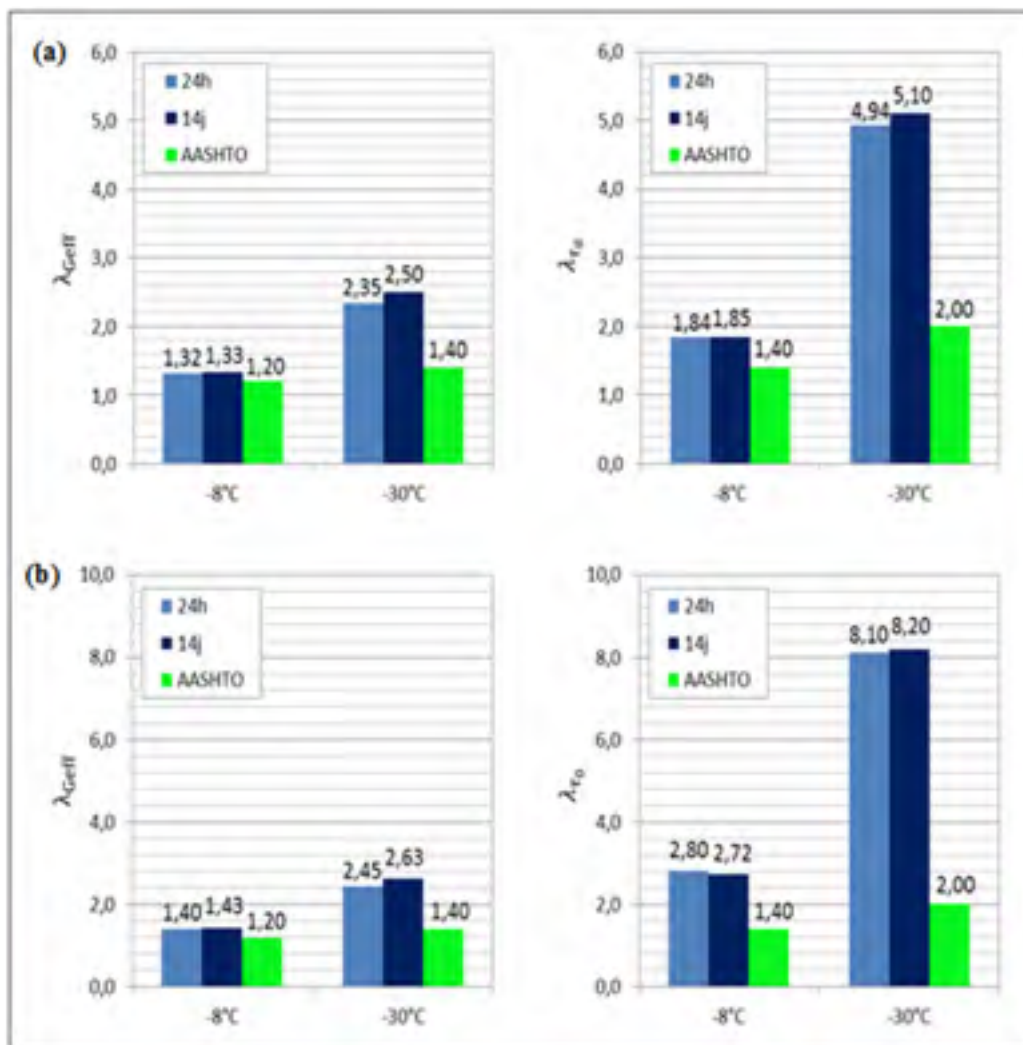 (a)
6,0
5,0
4,0
3,0
2,0
1,0
0,0
λGeff
24h
14j
AASHTO
1,32
1,33
1,20
2,35
2,50
1,40
-8°C
-30°C
6,0
5,0
4,0
3,0
2,0
1,0
0,0
24h
14j
AASHTO
1,84
1,85
1,40
4,94
5,10
2,00
-8°C
-30°C
(b)
10,0
8,0
6,0
4,0
2,0
0,0
λGeff
24h
14j
AASHTO
1,40
1,43
1,20
2,45
2,63
1,40
-8°C
-30°C
10,0
8,0
6,0
4,0
2,0
0,0
24h
14j
AASHTO
2,80
2,72
1,40
8,10
8,20
2,00
-8°C
-30°C